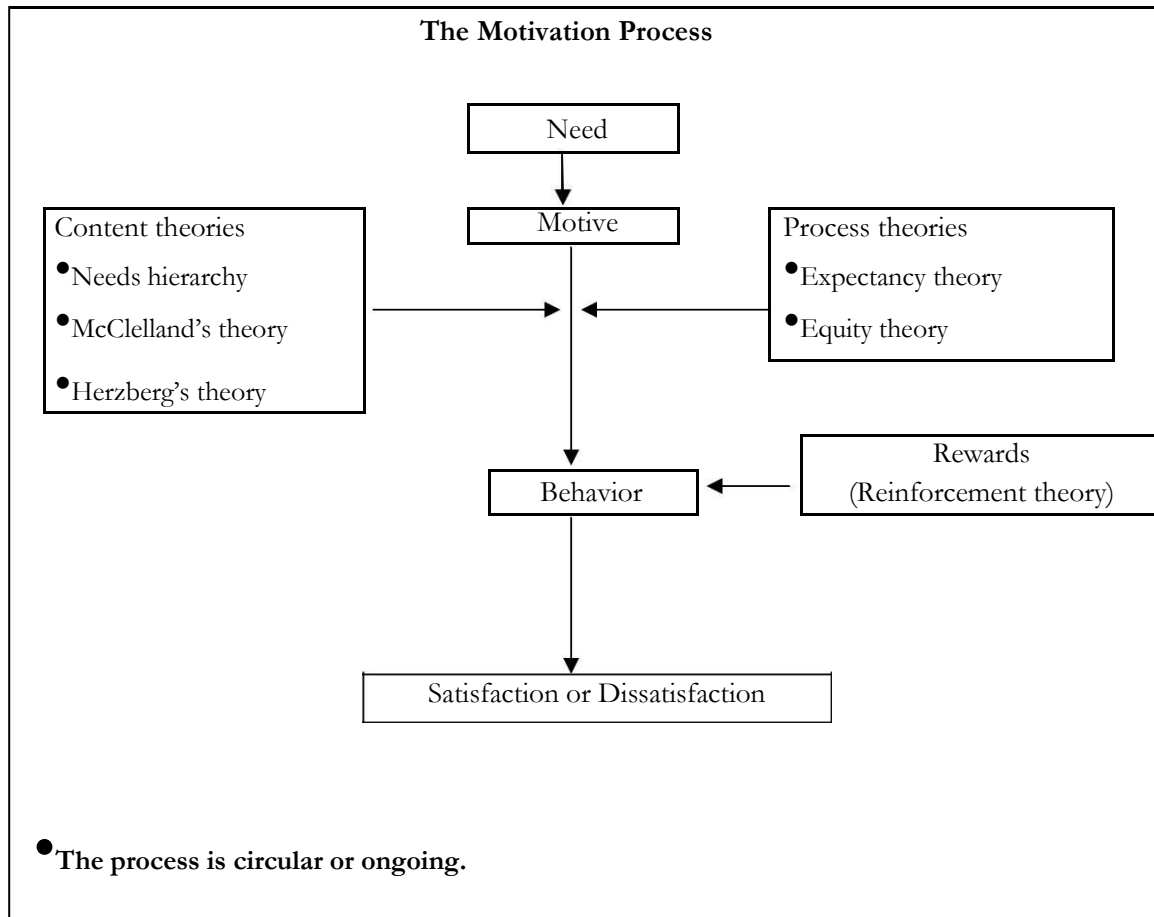 The Motivation Process
Need
Motive
Content theories
●Needs hierarchy
●McClelland’s theory
●Herzberg’s theory
Process theories
●Expectancy theory
●Equity theory
Behavior
Rewards
(Reinforcement theory)
Satisfaction or Dissatisfaction
●The process is circular or ongoing.